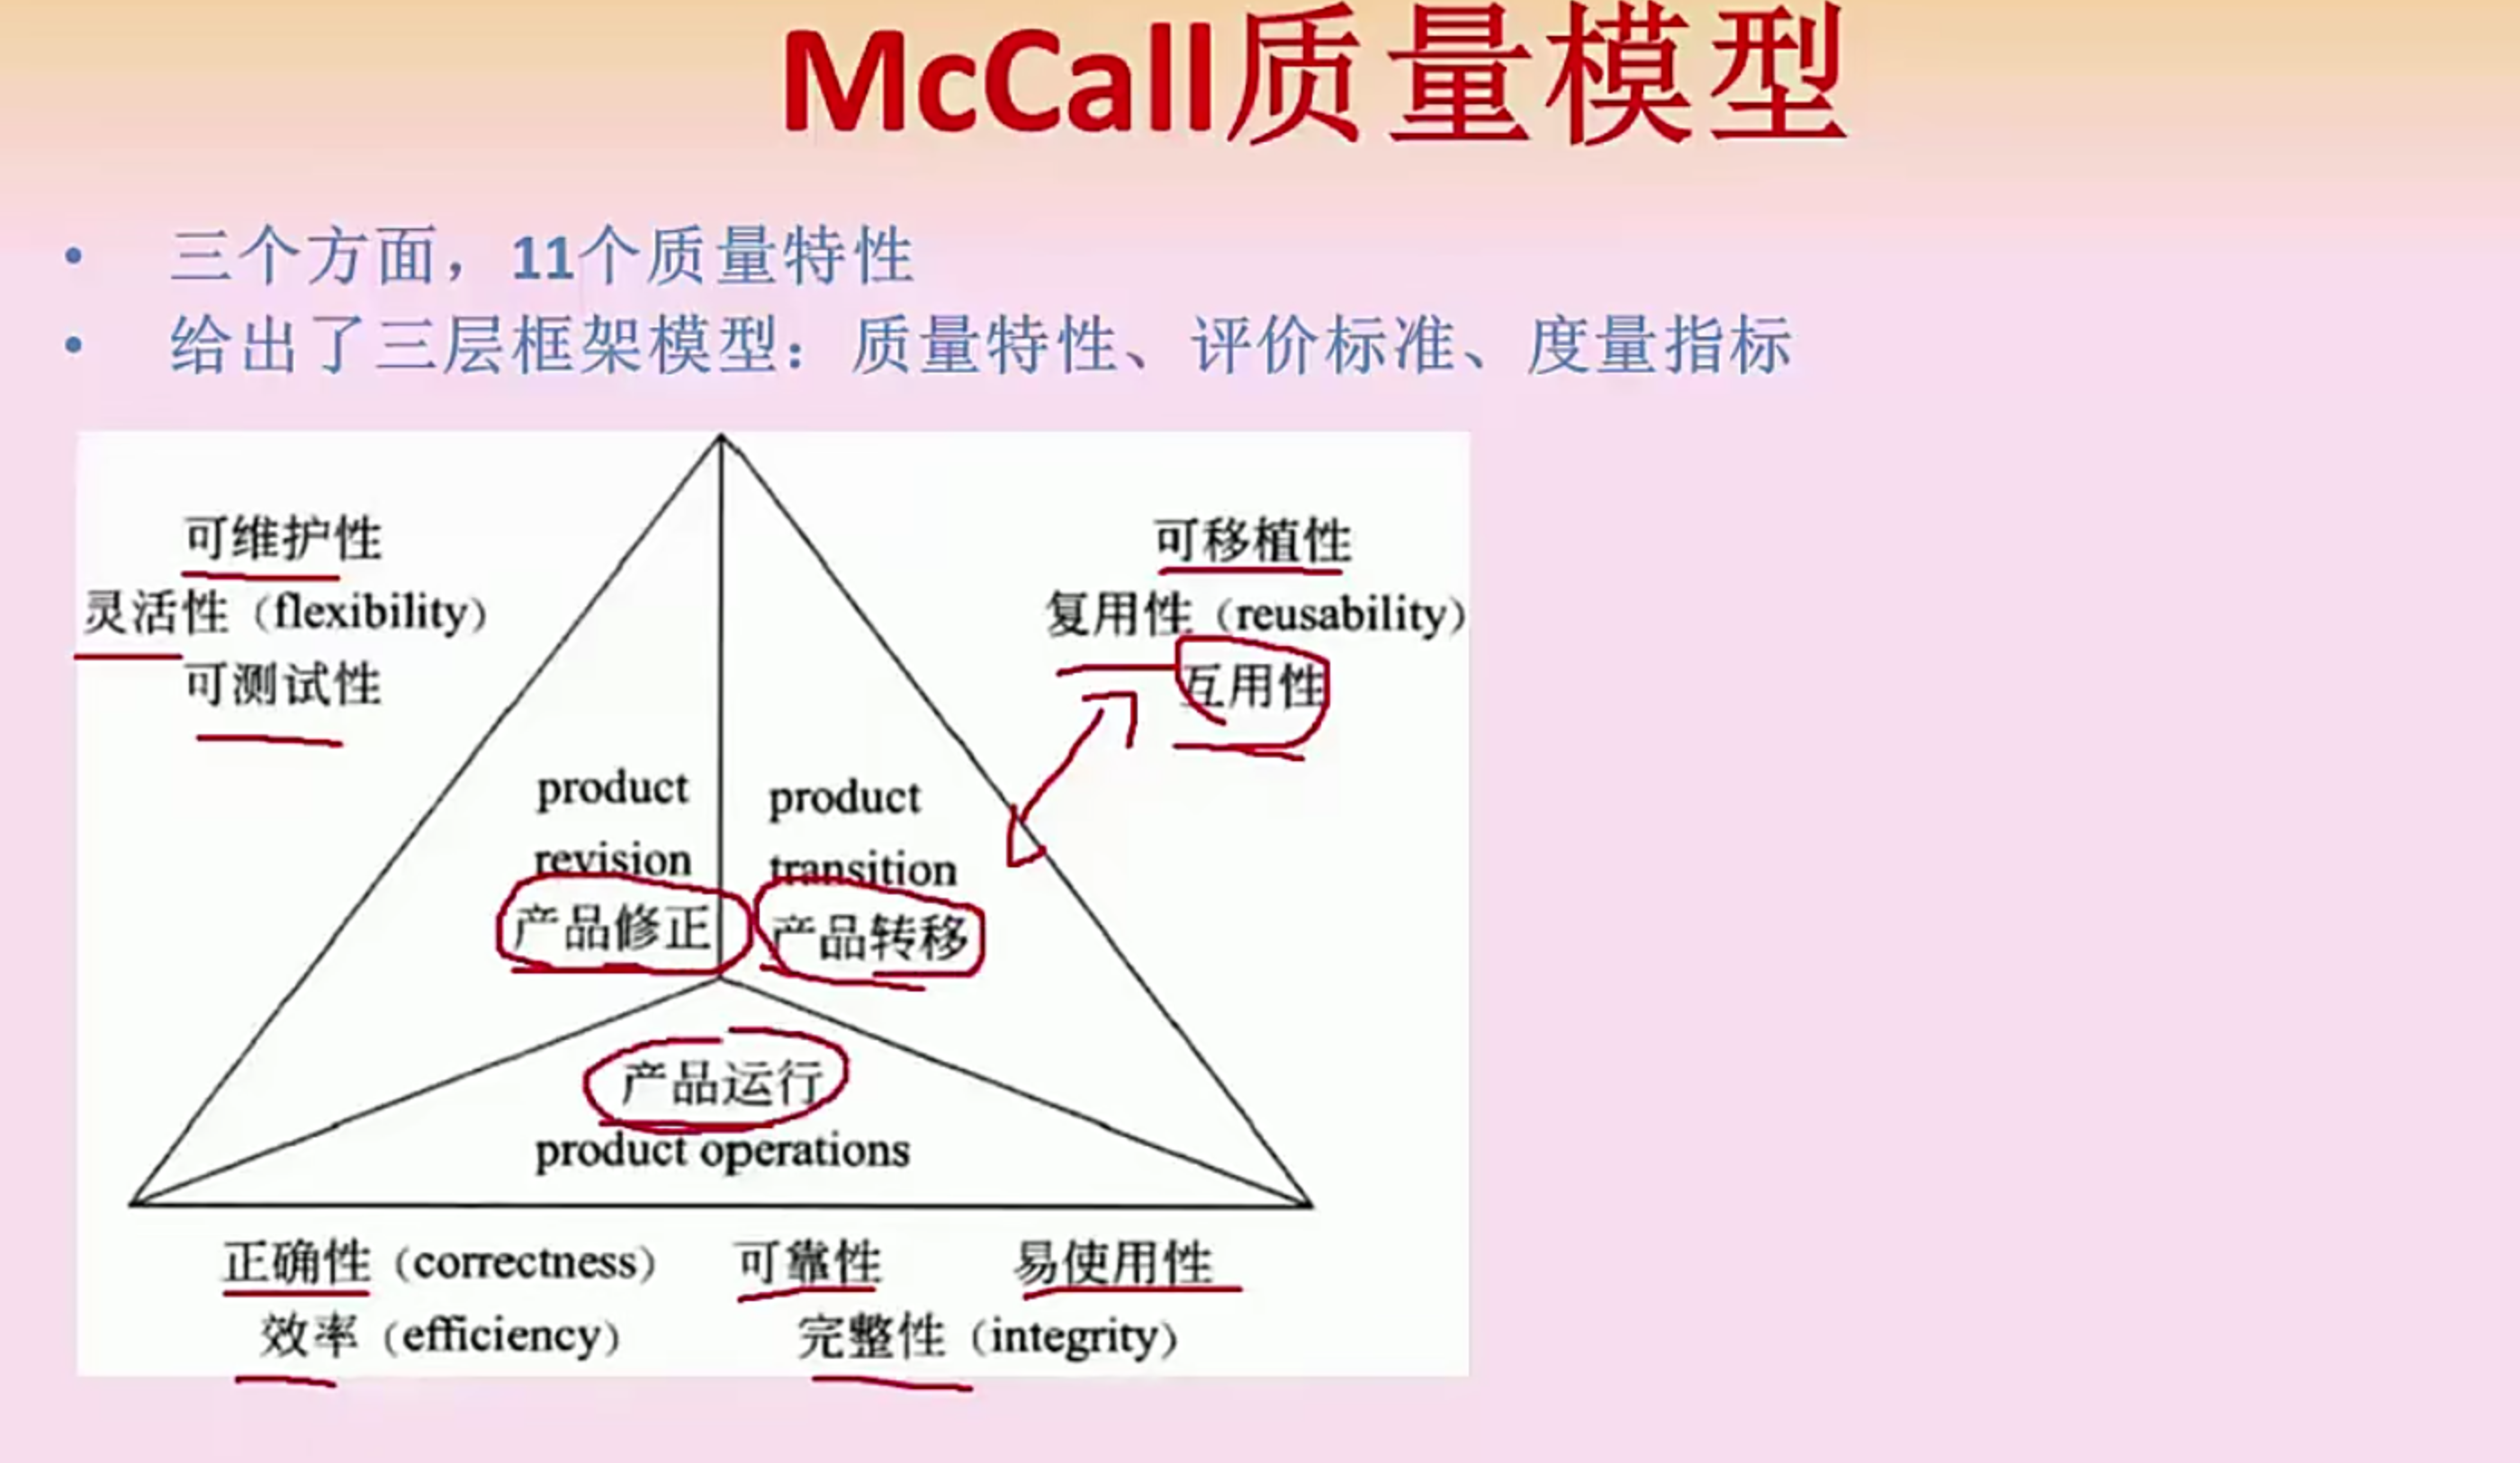 McCall质量模型
• 三个方面，11个质量特性
• 给出了三层框架模型：质量特性、评价标准、度量指标
可维护性
灵活性（flexibility）
可测试性
可移植性
复用性（reusability）
互用性
product
revision
产品修正
product
transition
产品转移
产品运行
product operations
正确性（correctness） 可靠性 易使用性
效率（efficiency） 完整性（integrity）